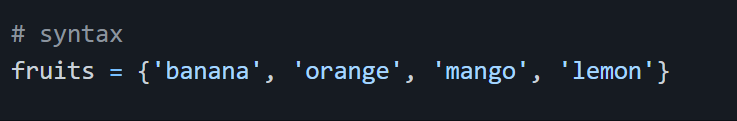 # syntax
fruits = {'banana', 'orange', 'mango', 'lemon'}